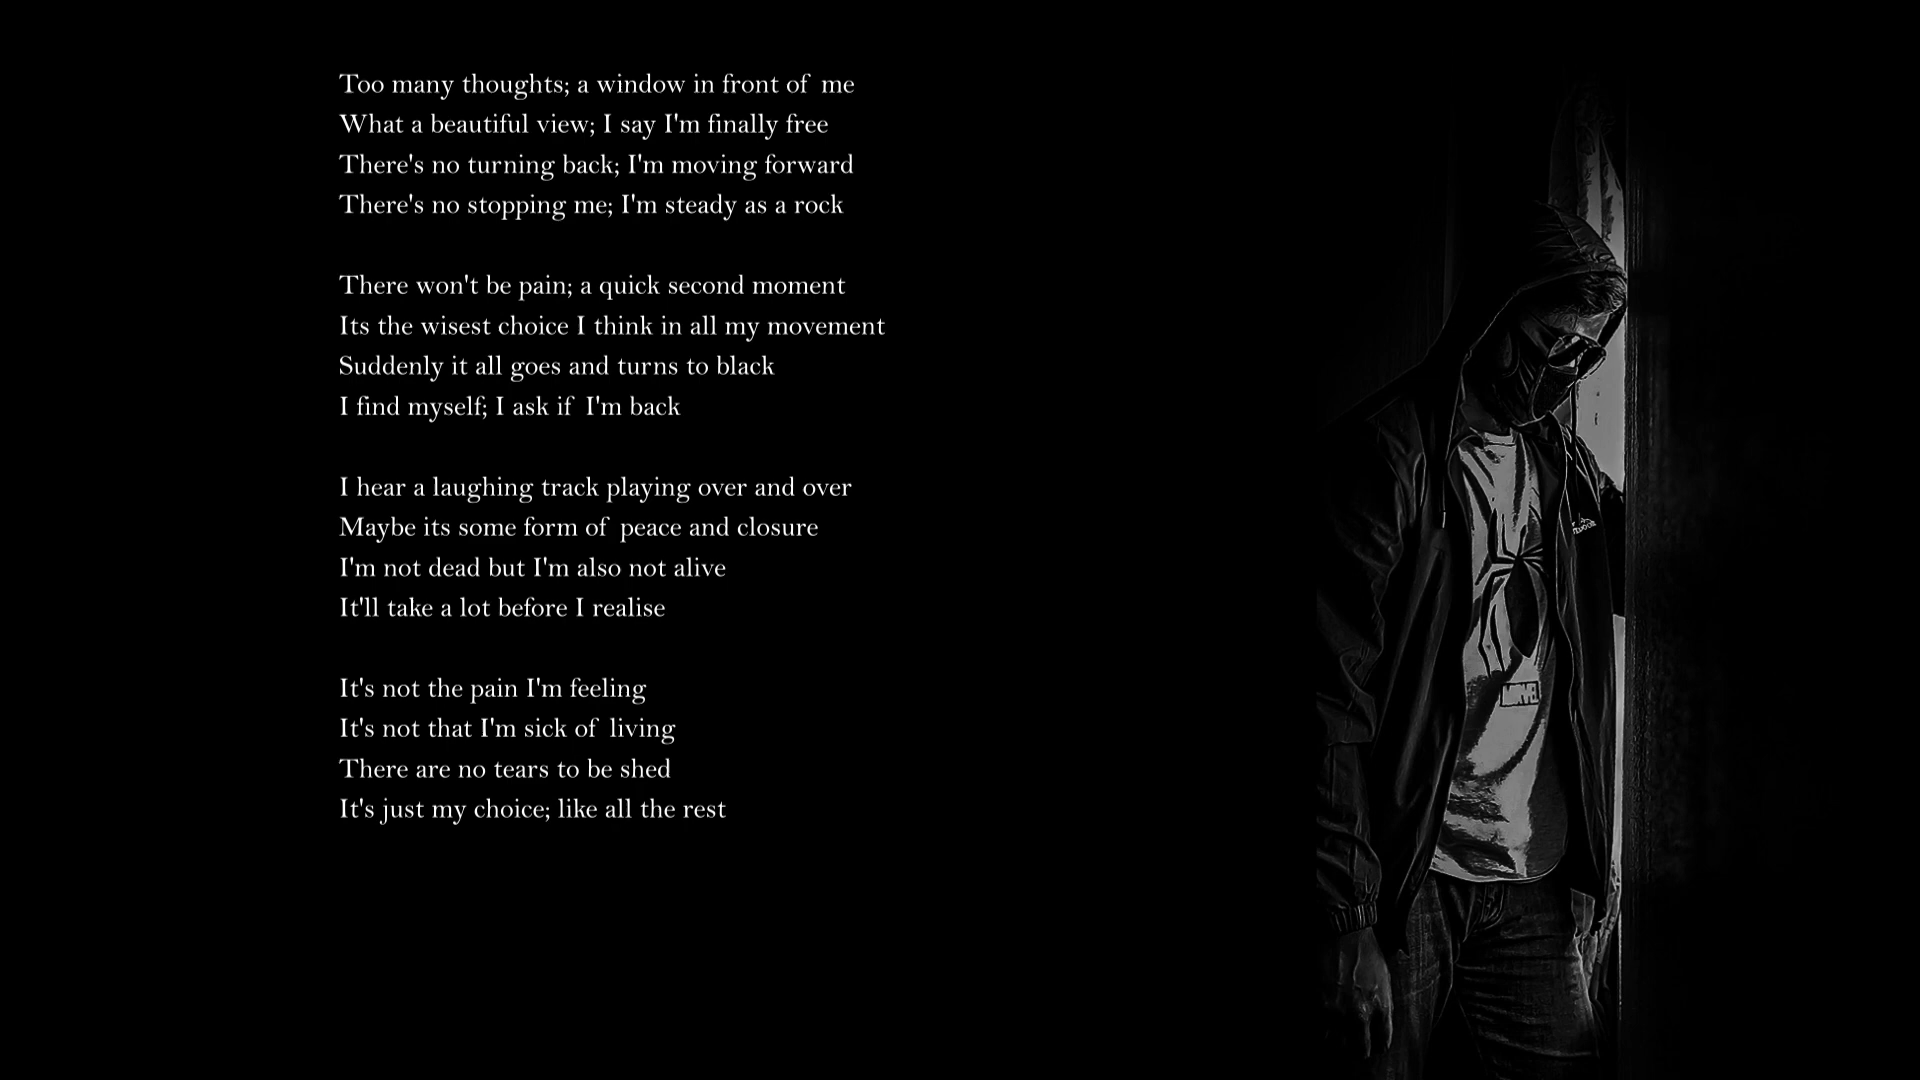 Too many thoughts; a window in front of me
What a beautiful view; I say I'm finally free
There's no turning back; I'm moving forward
There's no stopping me; I'm steady as a rock
There won't be pain; a quick second moment
Its the wisest choice I think in all my movement
Suddenly it all goes and turns to black
I find myself; I ask if I'm back
I hear a laughing track playing over and over
Maybe its some form of peace and closure
I'm not dead but I'm also not alive
It'll take a lot before I realise
It's not the pain I'm feeling
It's not that I'm sick of living
There are no tears to be shed
It's just my choice; like all the rest
MARVEL